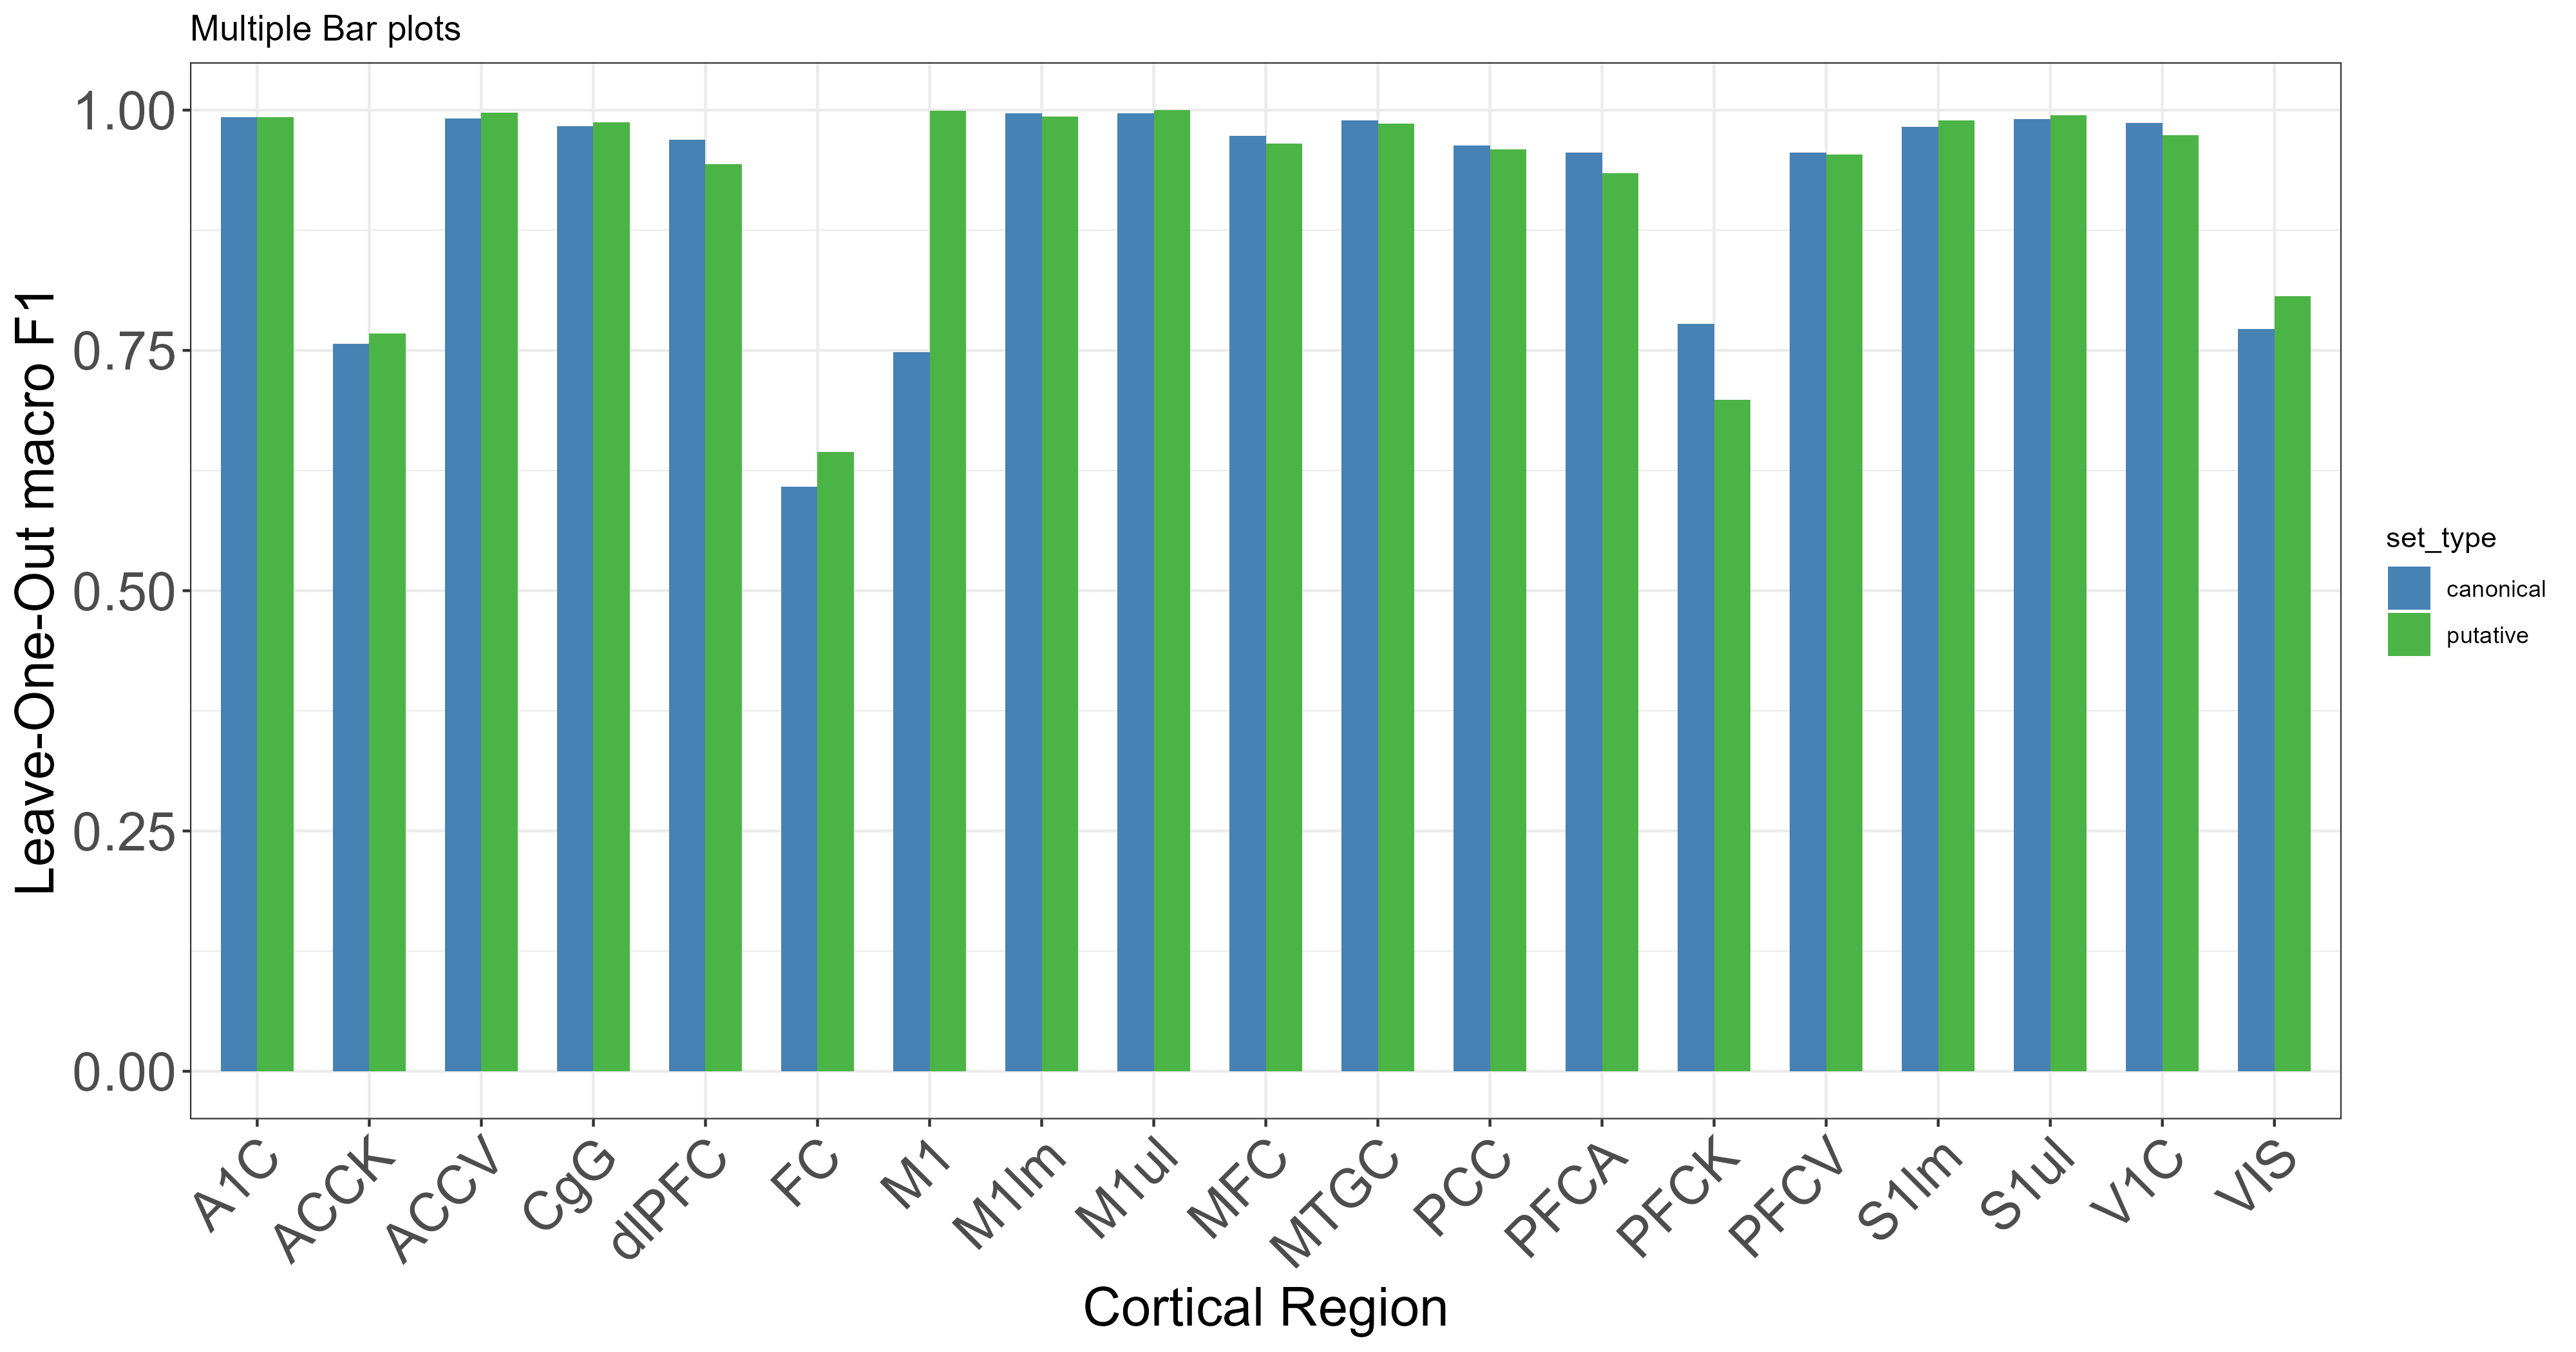 Multiple Bar plots
Leave-One-Out macro F1
1.00
0.75
0.50
0.25
0.00
A1C
ACCK
ACCV
CgG
dlPFC
FC
M1
M1lm
M1ul
MFC
MTGC
PCC
PFCA
PFCK
PFCV
S1lm
S1ul
V1C
VIS
Cortical Region
set_type
canonical
putative